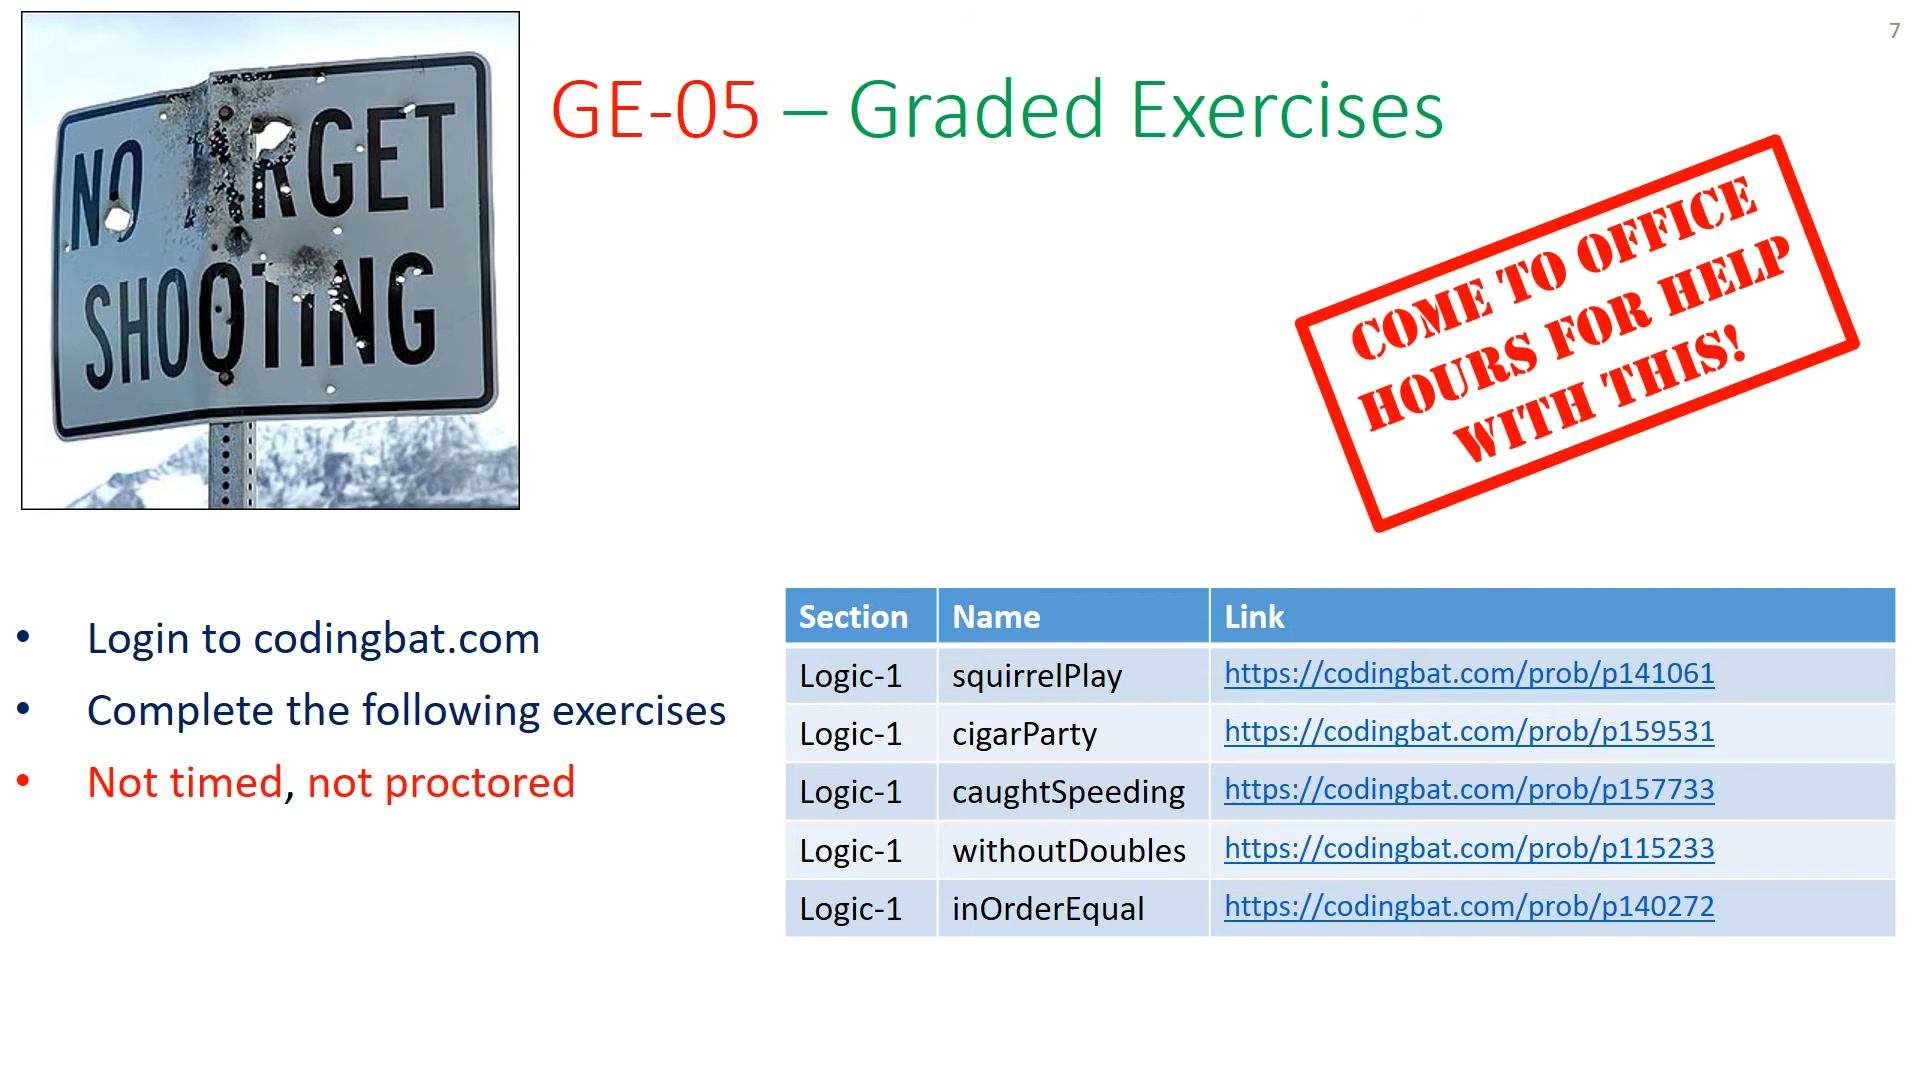 7
NO TARGET
SHOOTING
GE-05 – Graded Exercises
COME TO OFFICE
HOURS FOR HELP
WITH THIS!
• Login to codingbat.com
• Complete the following exercises
• Not timed, not proctored
Section Name Link
Logic-1 squirrelPlay https://codingbat.com/prob/p141061
Logic-1 cigarParty https://codingbat.com/prob/p159531
Logic-1 caughtSpeeding https://codingbat.com/prob/p157733
Logic-1 withoutDoubles https://codingbat.com/prob/p115233
Logic-1 inOrderEqual https://codingbat.com/prob/p140272